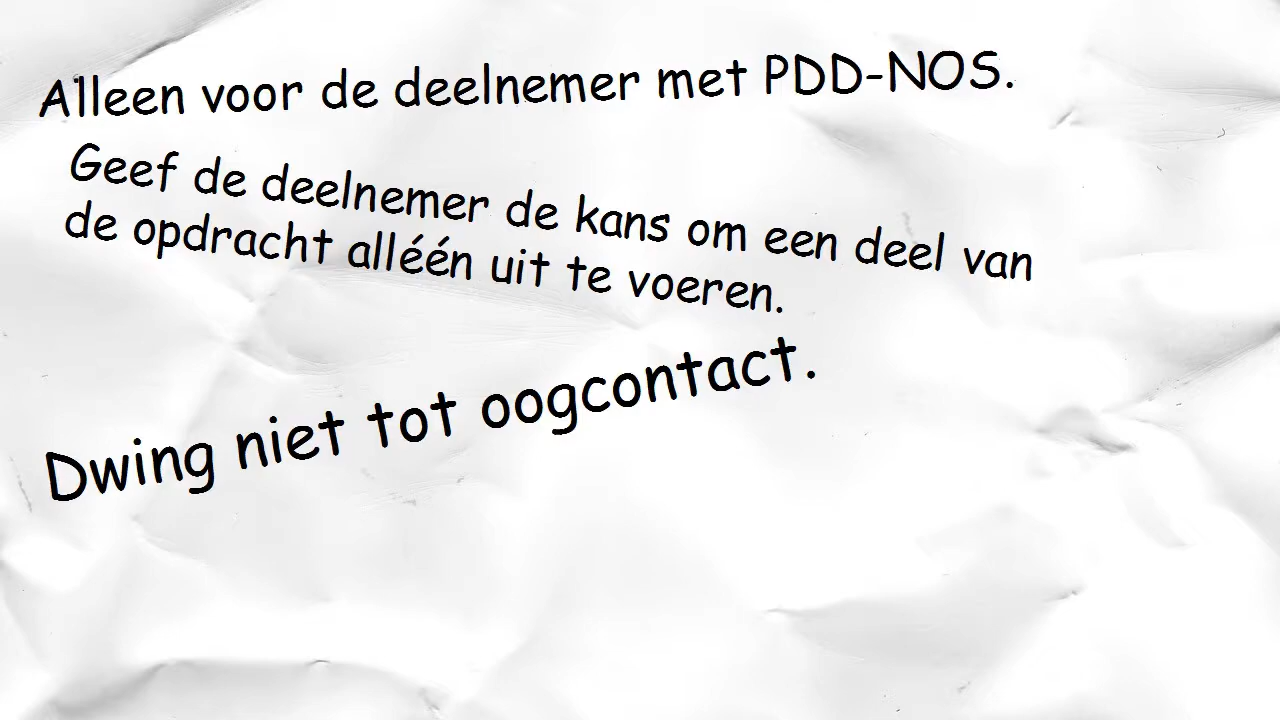 Alleen voor de deelnemer met PDD-NOS.
Geef de deelnemer de kans om een deel van
de opdracht alléén uit te voeren.
Dwing niet tot oogcontact.